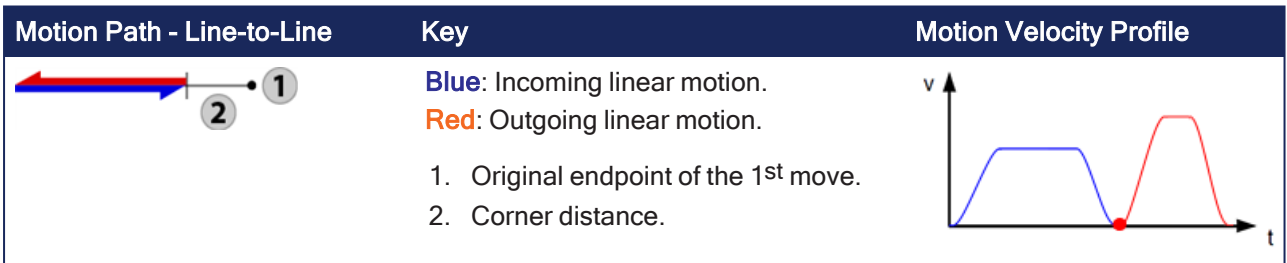 Motion Path - Line-to-Line Key Motion Velocity Profile
1
2
Blue: Incoming linear motion.
Red: Outgoing linear motion.
1. Original endpoint of the 1st move.
2. Corner distance.
v
t